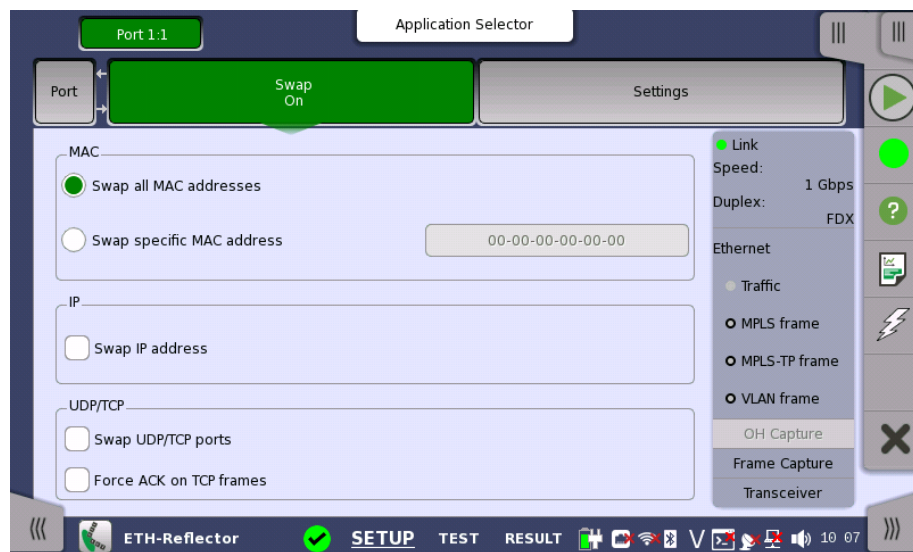 Port 1:1
Application Selector
Port
Swap
On
Settings
MAC
Swap all MAC addresses
Swap specific MAC address
00-00-00-00-00-00
IP
Swap IP address
UDP/TCP
Swap UDP/TCP ports
Force ACK on TCP frames
Link
Speed:
1 Gbps
Duplex:
FDX
Ethernet
Traffic
MPLS frame
MPLS-TP frame
VLAN frame
OH Capture
Frame Capture
Transceiver
ETH-Reflector
SETUP
TEST
RESULT
V
10 07